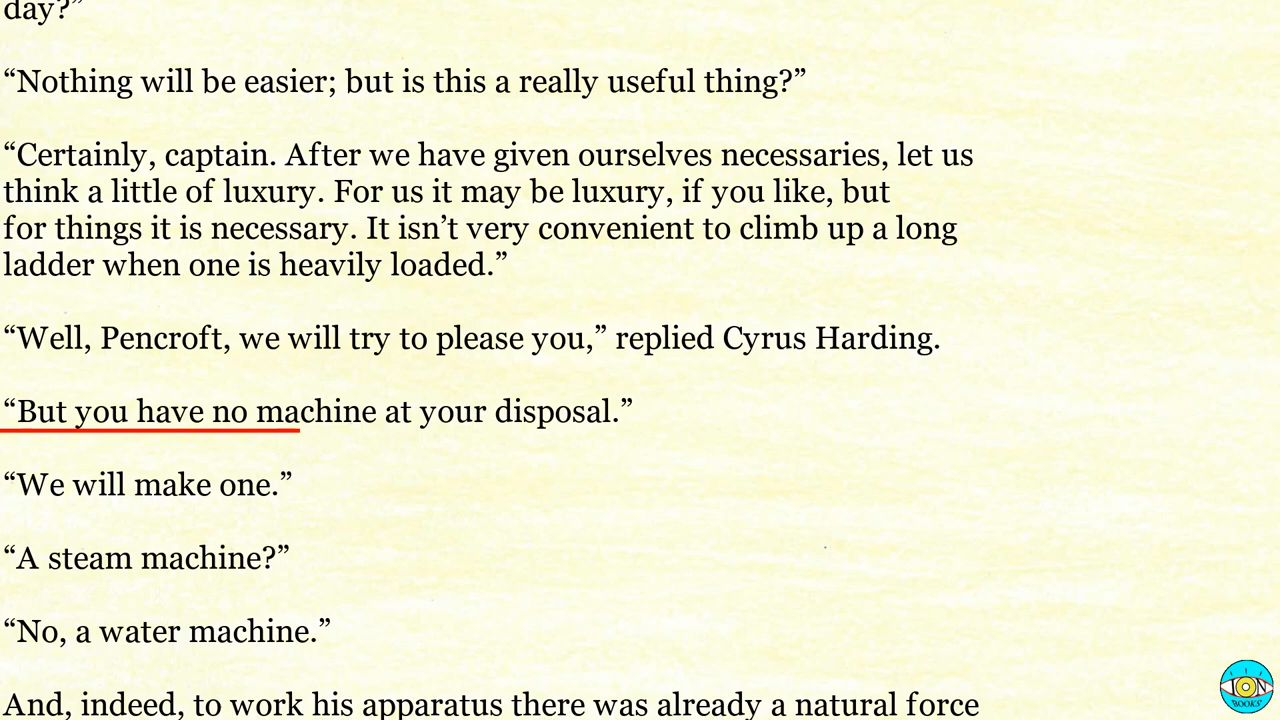 day?”
“Nothing will be easier; but is this a really useful thing?”
“Certainly, captain. After we have given ourselves necessaries, let us
think a little of luxury. For us it may be luxury, if you like, but
for things it is necessary. It isn’t very convenient to climb up a long
ladder when one is heavily loaded.”
“Well, Pencroft, we will try to please you,” replied Cyrus Harding.
“But you have no machine at your disposal.”
“We will make one.”
“A steam machine?”
“No, a water machine.”
And, indeed, to work his apparatus there was already a natural force
ION
BOOKS